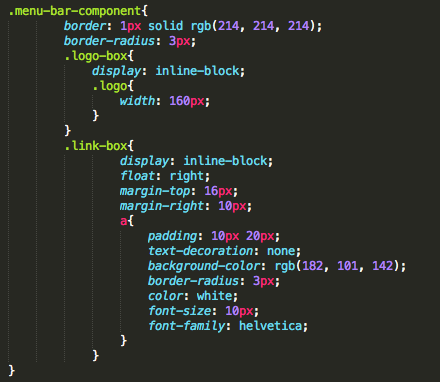 .menu-bar-component{
border: 1px solid rgb(214, 214, 214);
border-radius: 3px;
.logo-box{
display: inline-block;
.logo{
width: 160px;
}
}
.link-box{
display: inline-block;
float: right;
margin-top: 16px;
margin-right: 10px;
a{
padding: 10px 20px;
text-decoration: none;
background-color: rgb(182, 101, 142);
border-radius: 3px;
color: white;
font-size: 10px;
font-family: helvetica;
}
}
}